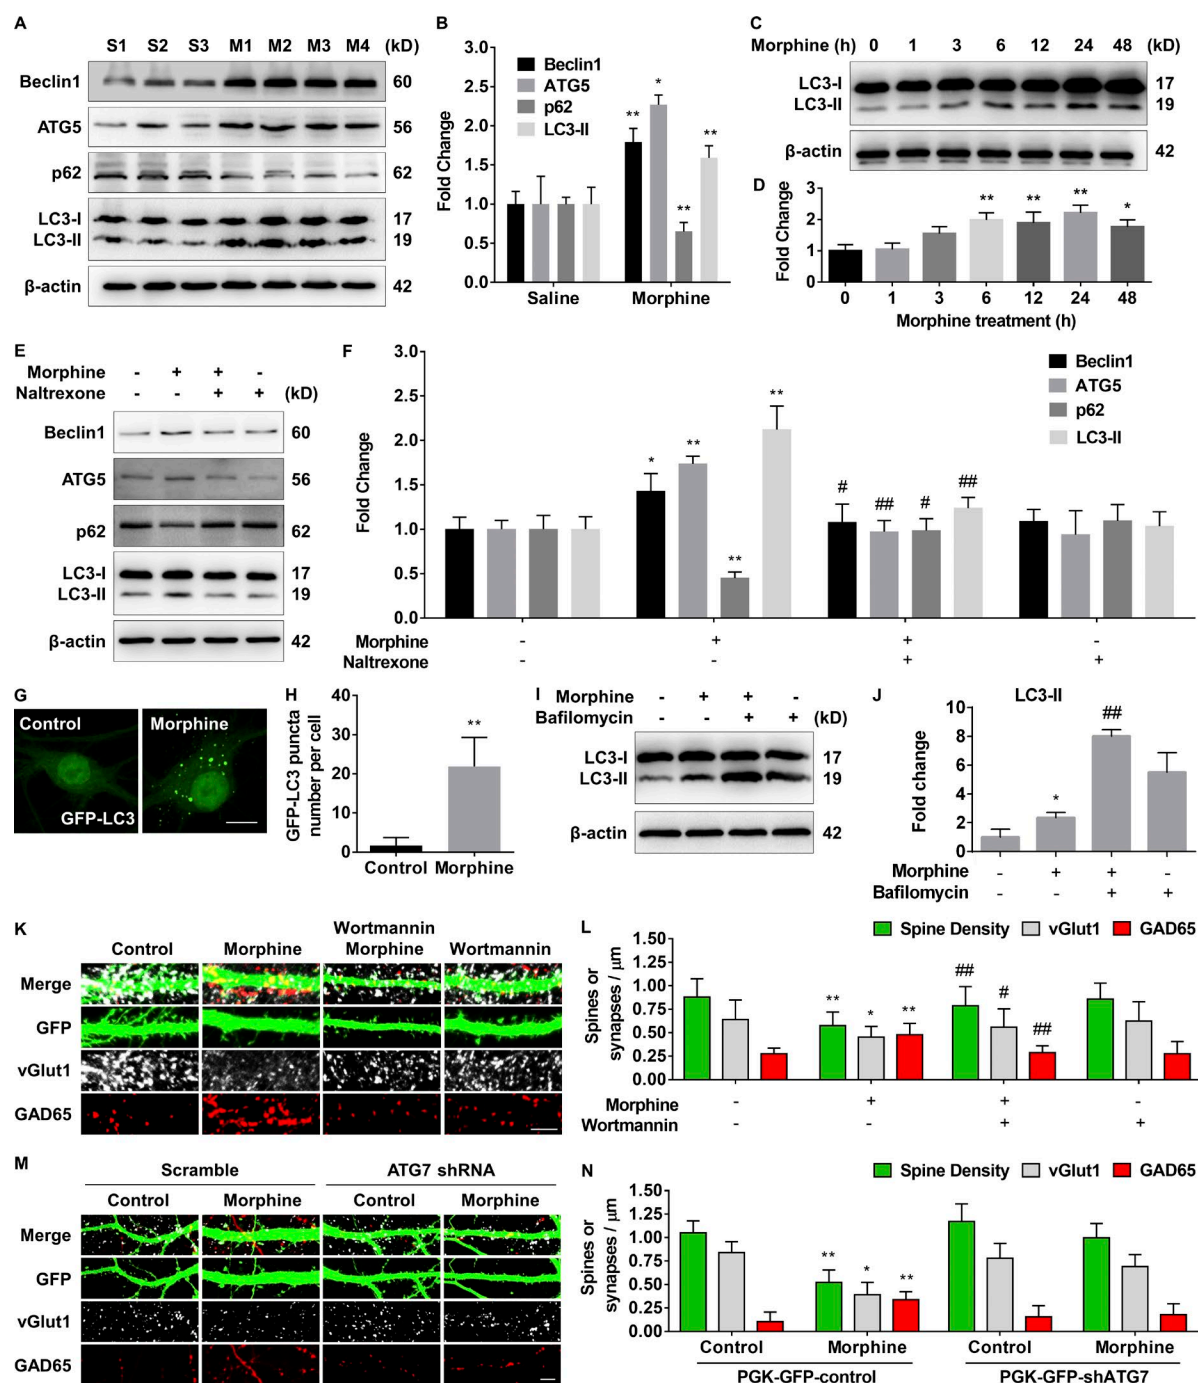 A
S1 S2 S3 M1 M2 M3 M4 (kD)
Beclin1 60
ATG5 56
p62 62
LC3-I 17
LC3-II 19
β-actin 42
B
3.0
2.5
2.0
1.5
1.0
0.5
0.0
Fold Change
Beclin1
ATG5
p62
LC3-II
** * ** **
Saline Morphine
C
Morphine (h) 0 1 3 6 12 24 48 (kD)
LC3-I 17
LC3-II 19
β-actin 42
D
3
2
1
0
Fold Change
** ** ** *
0 1 3 6 12 24 48
Morphine treatment (h)
E
Morphine - + + -
Naltrexone - - + + (kD)
Beclin1 60
ATG5 56
p62 62
LC3-I 17
LC3-II 19
β-actin 42
F
3.0
2.5
2.0
1.5
1.0
0.5
0.0
Fold Change
Beclin1
ATG5
p62
LC3-II
* ** ** **
# ## # ##
Morphine - + + -
Naltrexone - - + +
G
Control
GFP-LC3
Morphine
H
40
30
20
10
0
GFP-LC3 puncta
number per cell
**
Control Morphine
I
Morphine - + + -
Bafilomycin - - + + (kD)
LC3-I 17
LC3-II 19
β-actin 42
J
LC3-II
10
8
6
4
2
0
Fold change
* ##
Morphine - + + -
Bafilomycin - - + +
K
Wortmannin
Control Morphine Morphine Wortmannin
Merge
GFP
vGlut1
GAD65
L
Spine Density vGlut1 GAD65
1.50
1.25
1.00
0.75
0.50
0.25
0.00
Spines or
synapses / μm
** * **
## # ##
Morphine - + + -
Wortmannin - - + +
M
Scramble ATG7 shRNA
Control Morphine Control Morphine
Merge
GFP
vGlut1
GAD65
N
Spine Density vGlut1 GAD65
1.50
1.25
1.00
0.75
0.50
0.25
0.00
Spines or
synapses / μm
** * **
Control Morphine Control Morphine
PGK-GFP-control PGK-GFP-shATG7